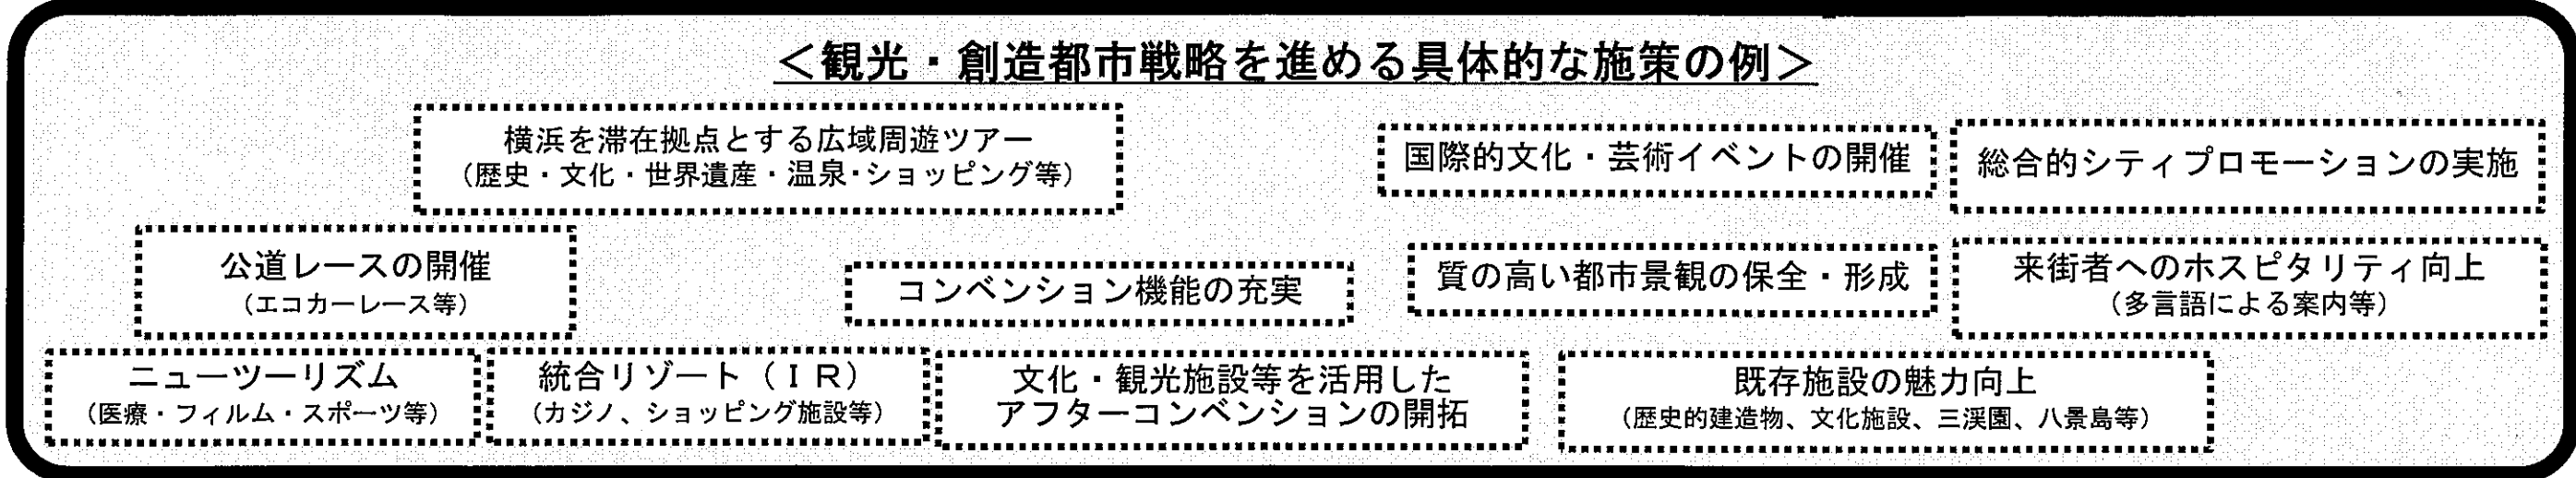 ＜観光・創造都市戦略を進める具体的な施策の例＞
横浜を滞在拠点とする広域周遊ツアー
（歴史・文化・世界遺産・温泉・ショッピング等）
国際的文化・芸術イベントの開催
総合的シティプロモーションの実施
公道レースの開催
（エコカーレース等）
コンベンション機能の充実
質の高い都市景観の保全・形成
来街者へのホスピタリティ向上
（多言語による案内等）
ニューツーリズム
（医療・フィルム・スポーツ等）
統合リゾート（ＩＲ）
（カジノ、ショッピング施設等）
文化・観光施設等を活用した
アフターコンベンションの開拓
既存施設の魅力向上
（歴史的建造物、文化施設、三渓園、八景島等）